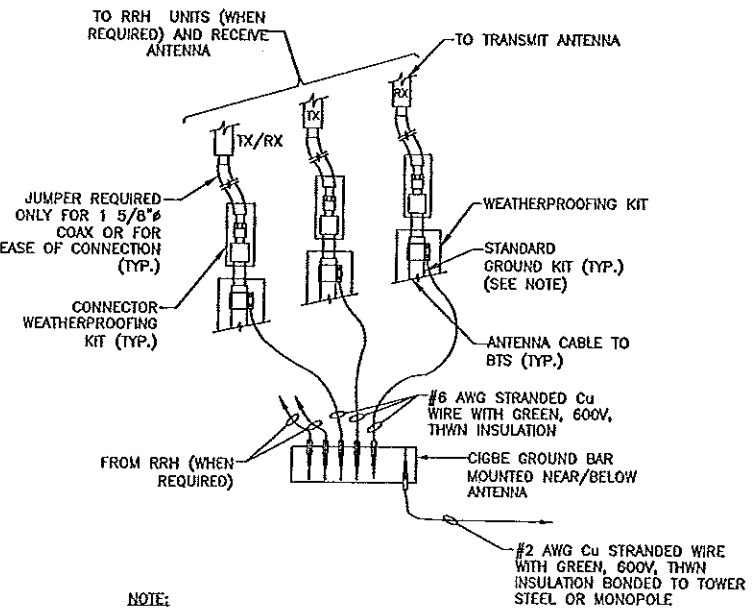 TO RRH UNITS (WHEN
REQUIRED) AND RECEIVE
ANTENNA
TO TRANSMIT ANTENNA
RX
TX
TX/RX
JUMPER REQUIRED
ONLY FOR 1 5/8"ø
COAX OR FOR
EASE OF CONNECTION
(TYP.)
CONNECTOR
WEATHERPROOFING
KIT (TYP.)
WEATHERPROOFING KIT
STANDARD
GROUND KIT (TYP.)
(SEE NOTE)
ANTENNA CABLE TO
BTS (TYP.)
#6 AWG STRANDED Cu
WIRE WITH GREEN, 600V,
THWN INSULATION
FROM RRH (WHEN
REQUIRED)
CIGBE GROUND BAR
MOUNTED NEAR/BELOW
ANTENNA
#2 AWG Cu STRANDED WIRE
WITH GREEN, 600V, THWN
INSULATION BONDED TO TOWER
STEEL OR MONOPOLE
NOTE: